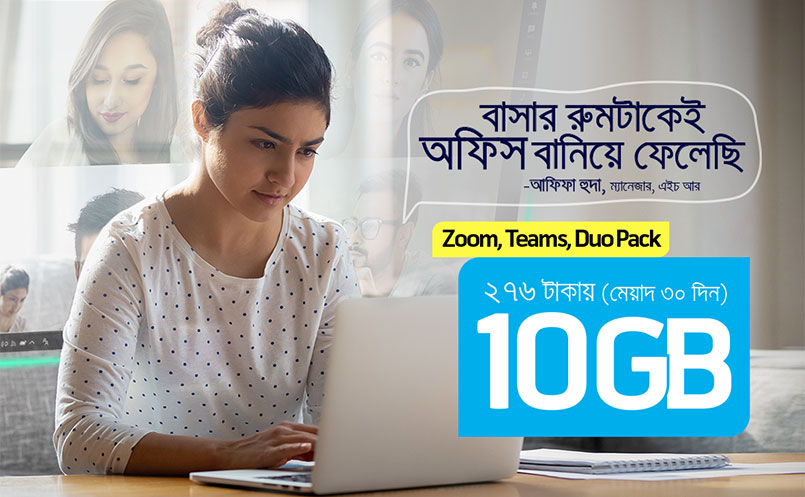 বাসার রুমটাকেই
অফিস বানিয়ে ফেলেছি
-আফিফা হুদা, ম্যানেজার, এইচ আর
Zoom, Teams, Duo Pack
২৭৬ টাকায় (মেয়াদ ৩০ দিন)
10GB